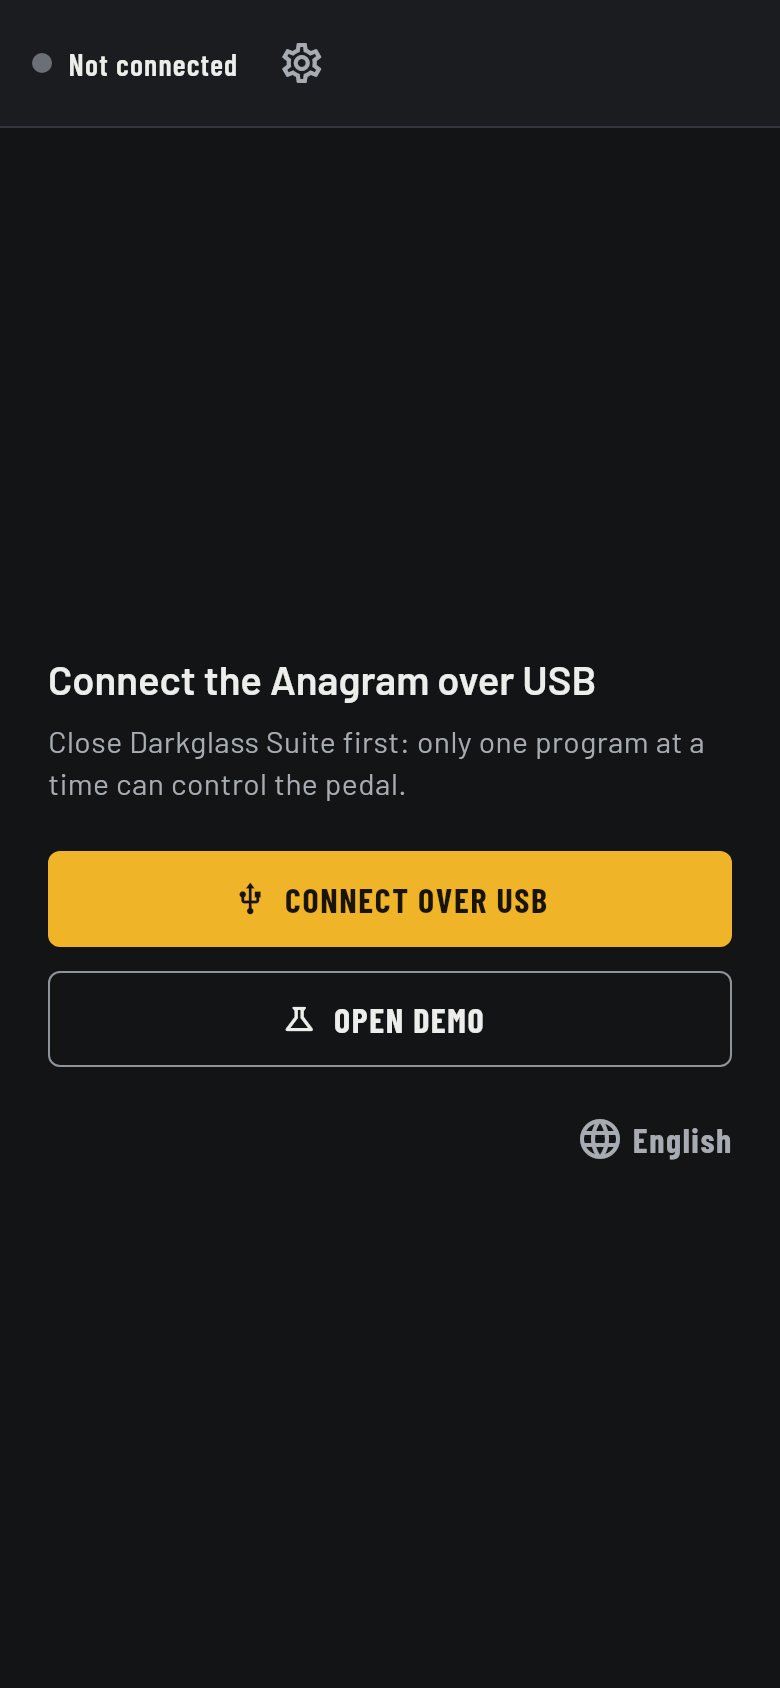 Not connected
Connect the Anagram over USB
Close Darkglass Suite first: only one program at a
time can control the pedal.
CONNECT OVER USB
OPEN DEMO
English